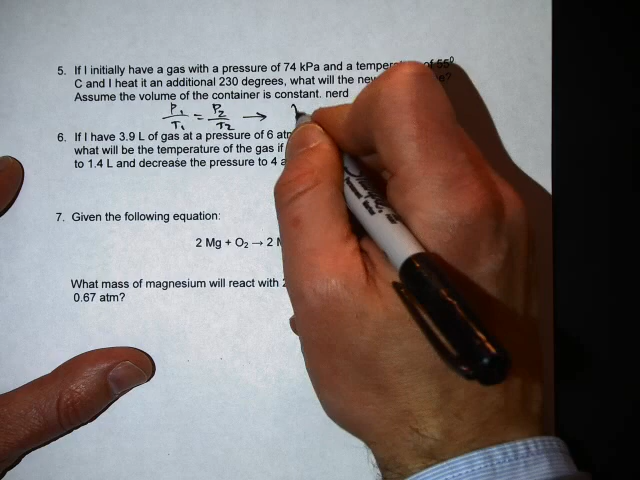 5. If I initially have a gas with a pressure of 74 kPa and a of 55⁰
C and I heat it an additional 230 degrees, what will the
Assume the volume of the container is constant. nerd
P₁/T₁ = P₂/T₂ →
6. If I have 3.9 L of gas at a pressure of 6
what will be the temperature of the gas if
to 1.4 L and decrease the pressure to 4
7. Given the following equation:
2 Mg + O₂ → 2
What mass of magnesium will react with
0.67 atm?